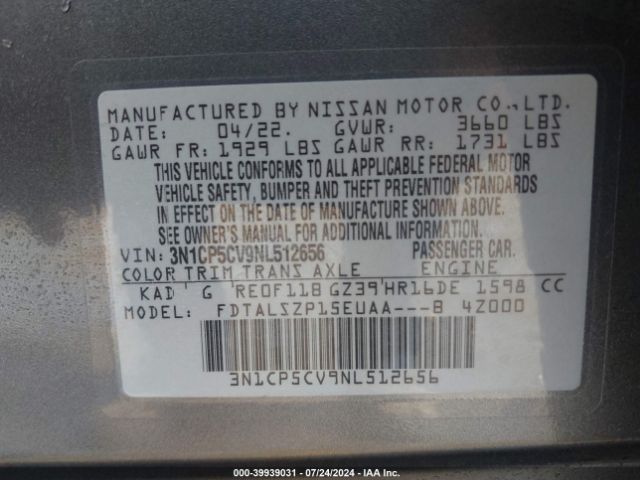 MANUFACTURED BY NISSAN MOTOR CO., LTD.
DATE: 04/22. GVWR: 3660 LBS
GAWR FR: 1929 LBS GAWR RR: 1731 LBS
THIS VEHICLE CONFORMS TO ALL APPLICABLE FEDERAL MOTOR
VEHICLE SAFETY, BUMPER AND THEFT PREVENTION STANDARDS
IN EFFECT ON THE DATE OF MANUFACTURE SHOWN ABOVE.
SEE OWNER'S MANUAL FOR ADDITIONAL INFORMATION.
VIN: 3N1CP5CV9NL512656 PASSENGER CAR.
COLOR TRIM TRANS AXLE ENGINE
KAD ' G ' RE0F11B GZ39 ' HR16DE 1598 CC
MODEL: FDTALSZP15EUAA---B 4Z000
3N1CP5CV9NL512656
000-39939031 - 07/24/2024 - IAA Inc.